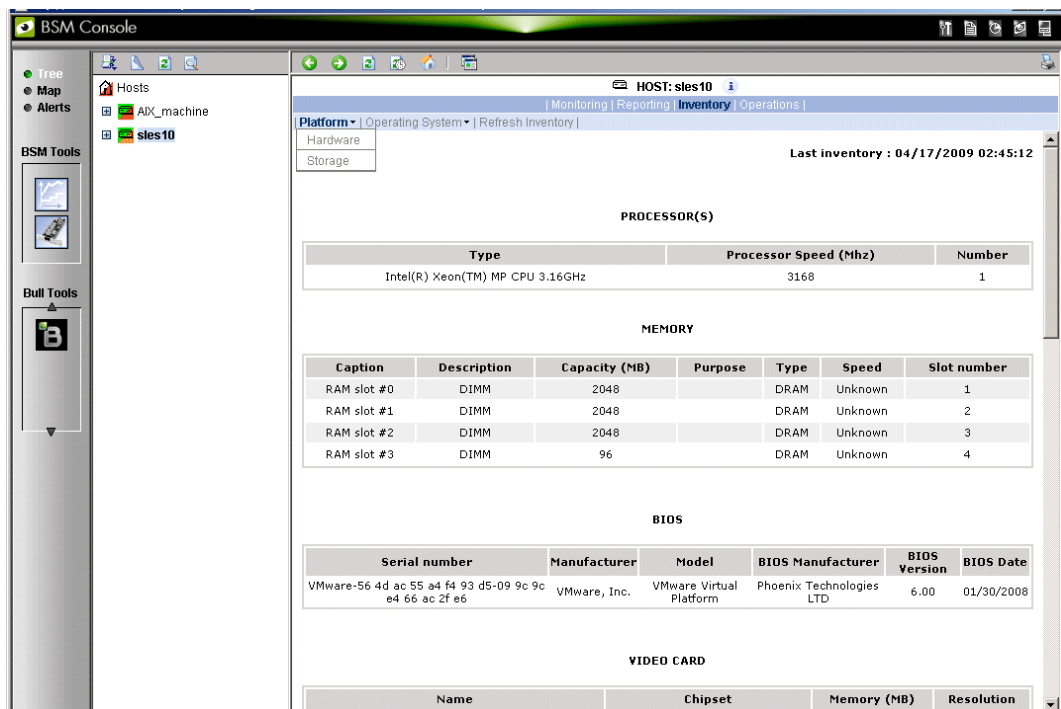 BSM Console
Tree
Map
Alerts
BSM Tools
Bull Tools
Hosts
AIX_machine
sles10
HOST: sles10
| Monitoring | Reporting | Inventory | Operations |
| Platform | Operating System | Refresh Inventory |
Hardware
Storage
Last inventory : 04/17/2009 02:45:12
PROCESSOR(S)
Type Processor Speed (Mhz) Number
Intel(R) Xeon(TM) MP CPU 3.16GHz 3168 1
MEMORY
Caption Description Capacity (MB) Purpose Type Speed Slot number
RAM slot #0 DIMM 2048 DRAM Unknown 1
RAM slot #1 DIMM 2048 DRAM Unknown 2
RAM slot #2 DIMM 2048 DRAM Unknown 3
RAM slot #3 DIMM 96 DRAM Unknown 4
BIOS
Serial number Manufacturer Model BIOS Manufacturer BIOS Version BIOS Date
VMware-56 4d ac 55 a4 f4 93 d5-09 9c 9c e4 66 ac 2f e6 VMware, Inc. VMware Virtual Platform Phoenix Technologies LTD 6.00 01/30/2008
VIDEO CARD
Name Chipset Memory (MB) Resolution